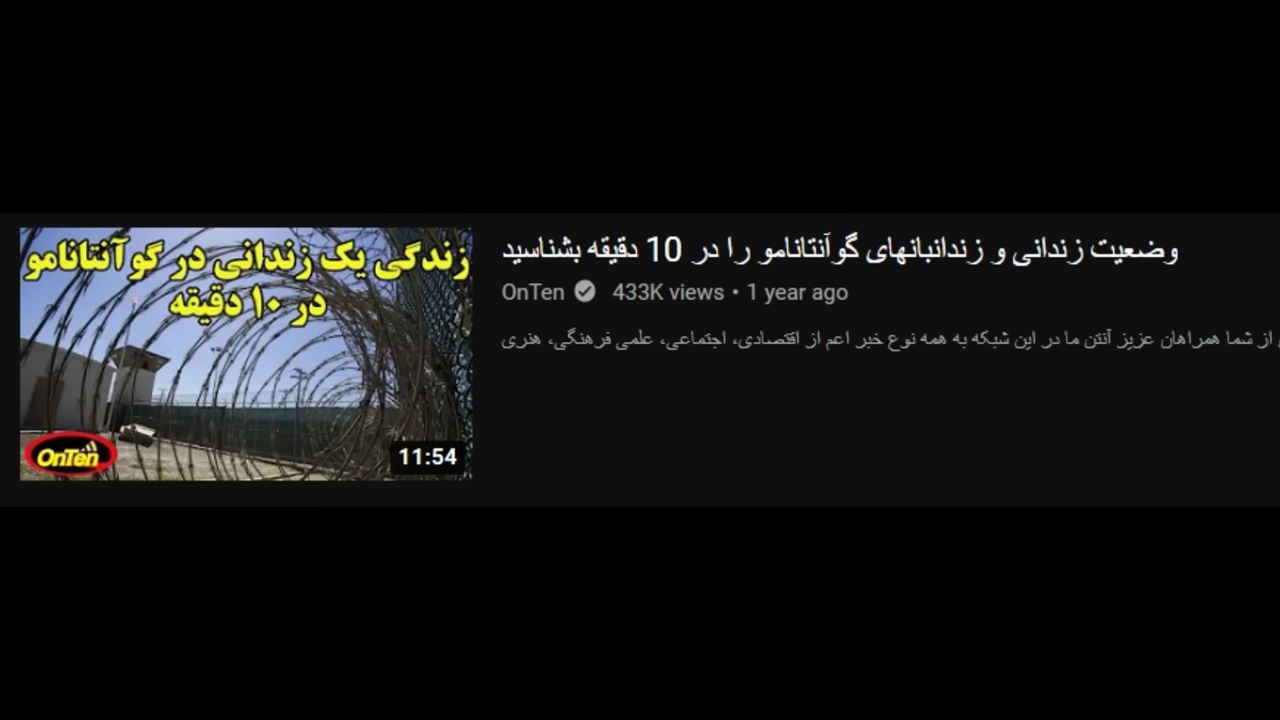 زندگی یک زندانی در گوآنتانامو
در ۱۰ دقیقه
OnTen
11:54
وضعیت زندانی و زندانبانهای گوآنتانامو را در 10 دقیقه بشناسید
OnTen 433K views • 1 year ago
از شما همراهان عزیز آنتن ما در این شبکه به همه نوع خبر اعم از اقتصادی، اجتماعی، علمی فرهنگی، هنری